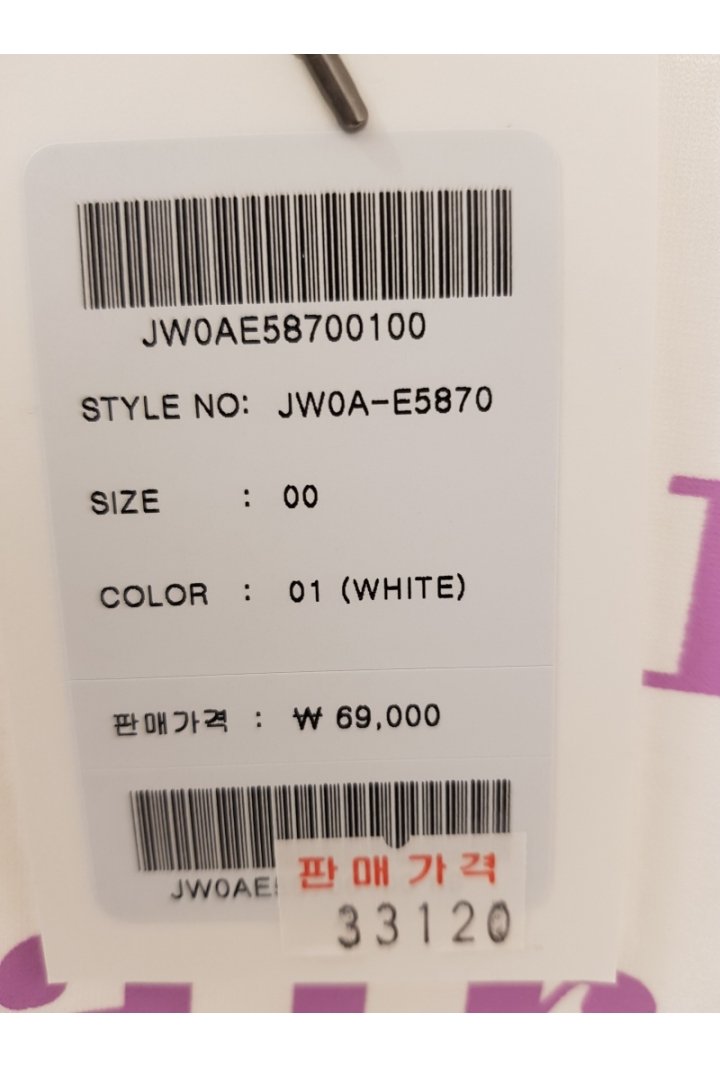 JW0AE58700100
STYLE NO: JW0A-E5870
SIZE : 00
COLOR : 01 (WHITE)
판매가격 : ₩ 69,000
JW0AE5
판매가격
33120